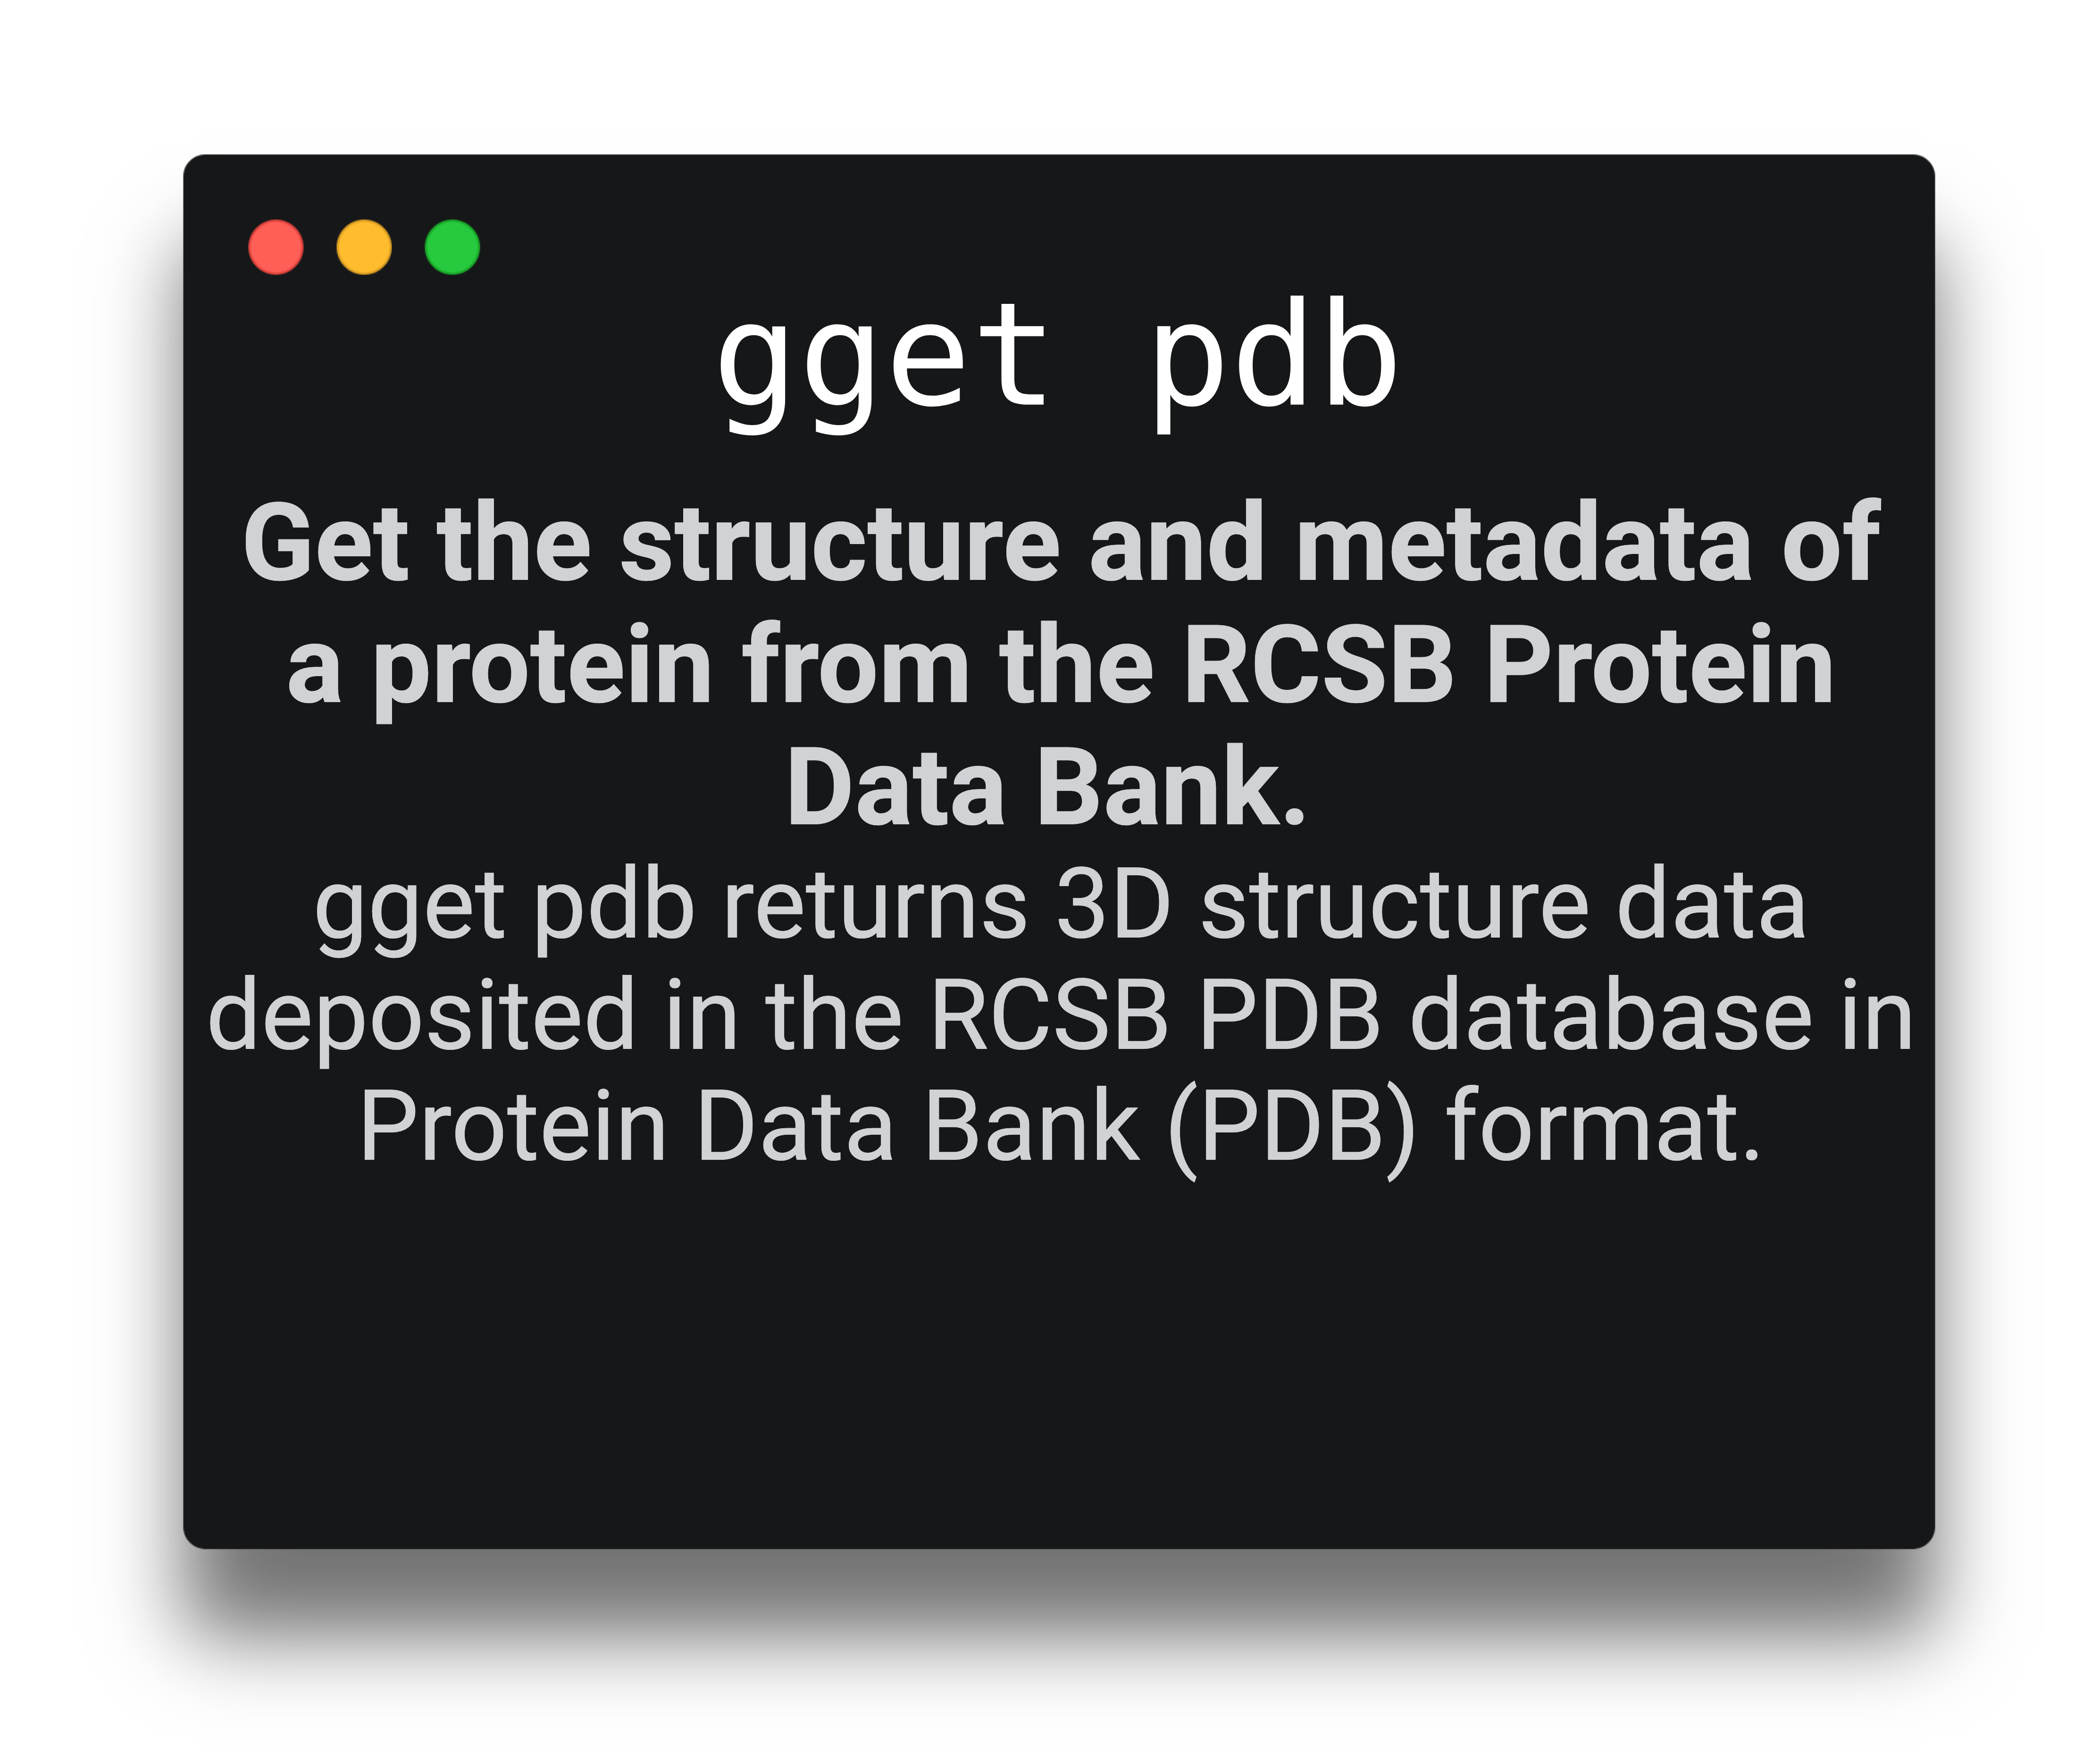 gget pdb
Get the structure and metadata of
a protein from the RCSB Protein
Data Bank.
gget pdb returns 3D structure data
deposited in the RCSB PDB database in
Protein Data Bank (PDB) format.